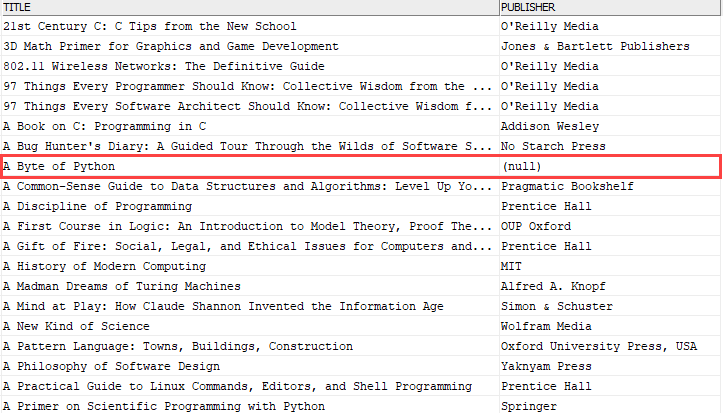 TITLE PUBLISHER
21st Century C: C Tips from the New School O'Reilly Media
3D Math Primer for Graphics and Game Development Jones & Bartlett Publishers
802.11 Wireless Networks: The Definitive Guide O'Reilly Media
97 Things Every Programmer Should Know: Collective Wisdom from the ... O'Reilly Media
97 Things Every Software Architect Should Know: Collective Wisdom f... O'Reilly Media
A Book on C: Programming in C Addison Wesley
A Bug Hunter's Diary: A Guided Tour Through the Wilds of Software S... No Starch Press
A Byte of Python (null)
A Common-Sense Guide to Data Structures and Algorithms: Level Up Yo... Pragmatic Bookshelf
A Discipline of Programming Prentice Hall
A First Course in Logic: An Introduction to Model Theory, Proof The... OUP Oxford
A Gift of Fire: Social, Legal, and Ethical Issues for Computers and... Prentice Hall
A History of Modern Computing MIT
A Madman Dreams of Turing Machines Alfred A. Knopf
A Mind at Play: How Claude Shannon Invented the Information Age Simon & Schuster
A New Kind of Science Wolfram Media
A Pattern Language: Towns, Buildings, Construction Oxford University Press, USA
A Philosophy of Software Design Yaknyam Press
A Practical Guide to Linux Commands, Editors, and Shell Programming Prentice Hall
A Primer on Scientific Programming with Python Springer